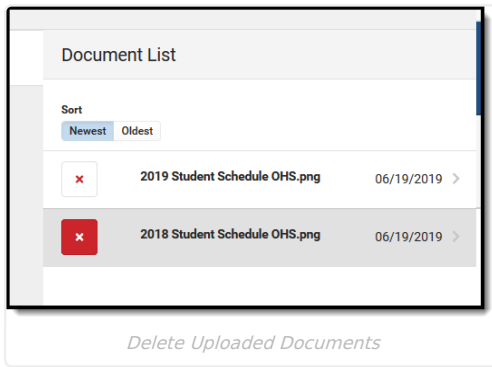 Document List
Sort
Newest Oldest
× 2019 Student Schedule OHS.png 06/19/2019
× 2018 Student Schedule OHS.png 06/19/2019
Delete Uploaded Documents